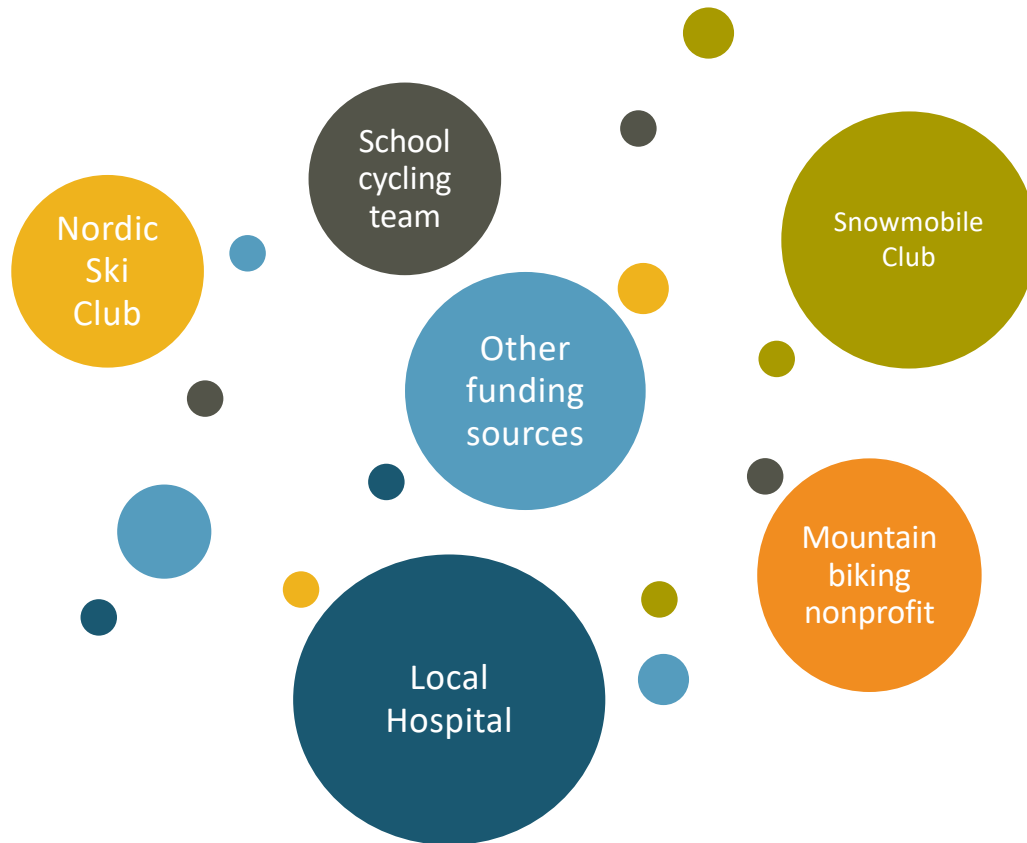 School
cycling
team
Nordic
Ski
Club
Snowmobile
Club
Other
funding
sources
Mountain
biking
nonprofit
Local
Hospital